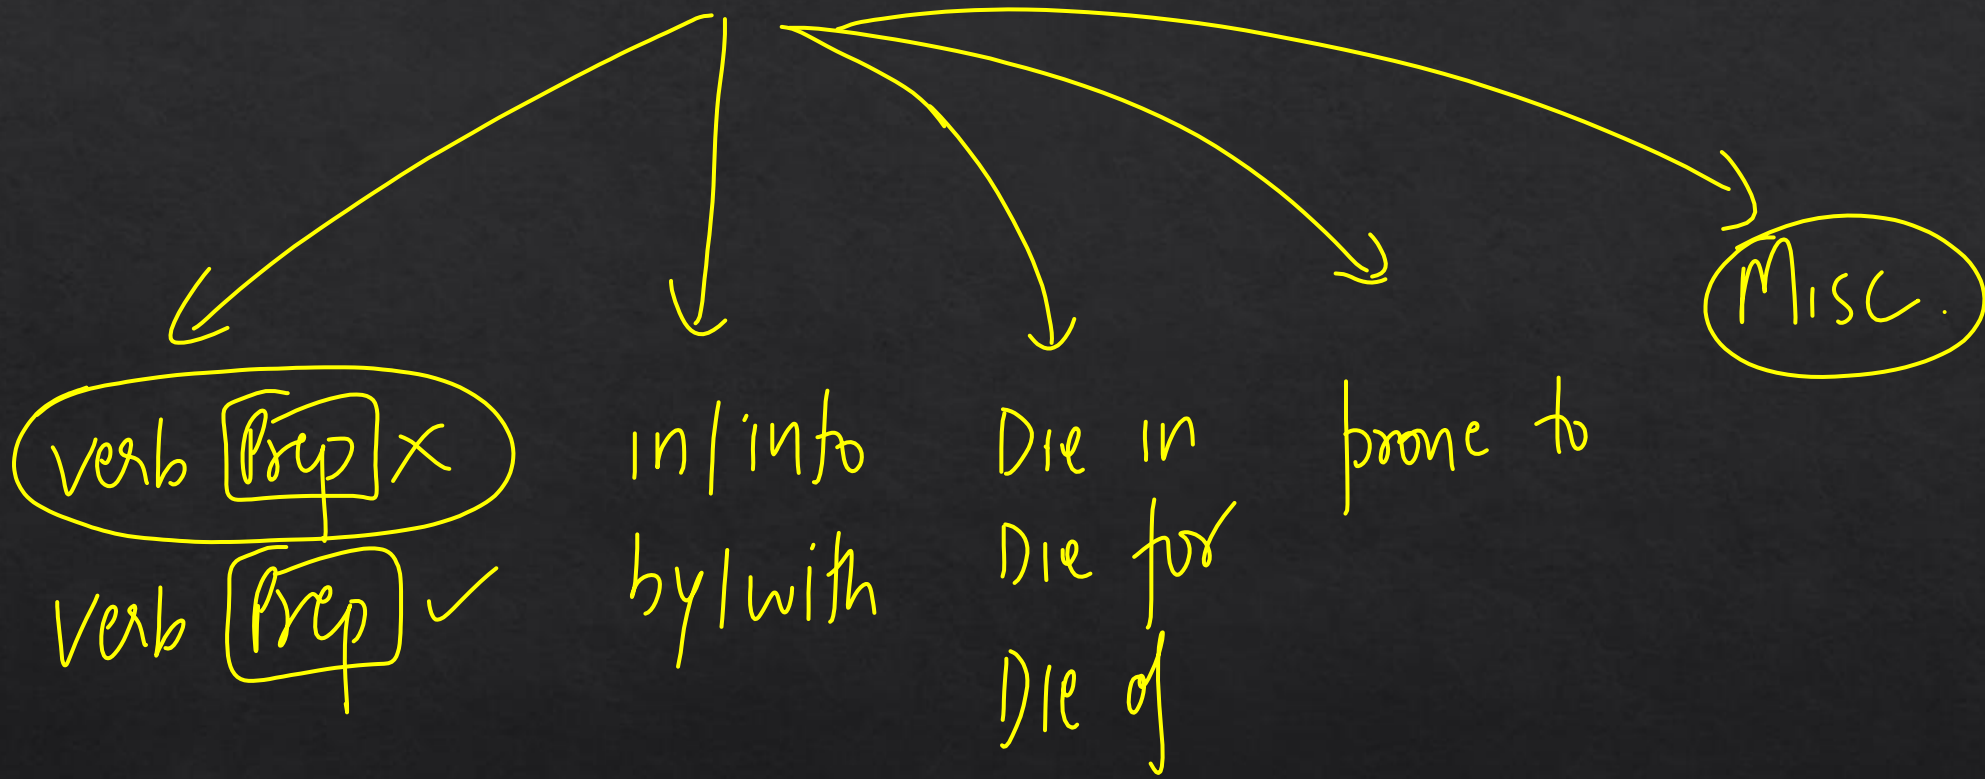 Misc.
verb Prep ×
verb Prep ✓
in/into
by/with
Die in
Die for
Die of
prone to